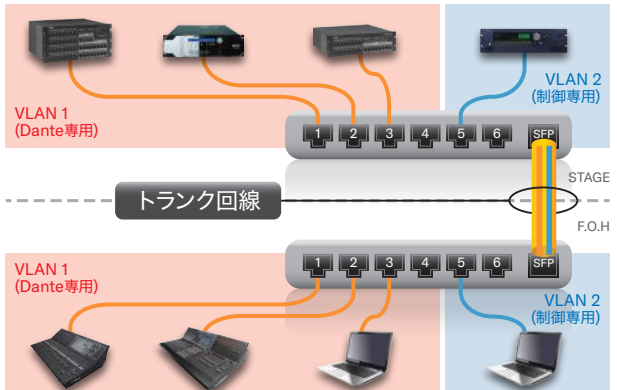 VLAN 1
(Dante専用)
VLAN 2
(制御専用)
1 2 3 4 5 6 SFP
STAGE
トランク回線
F.O.H
1 2 3 4 5 6 SFP
VLAN 1
(Dante専用)
VLAN 2
(制御専用)